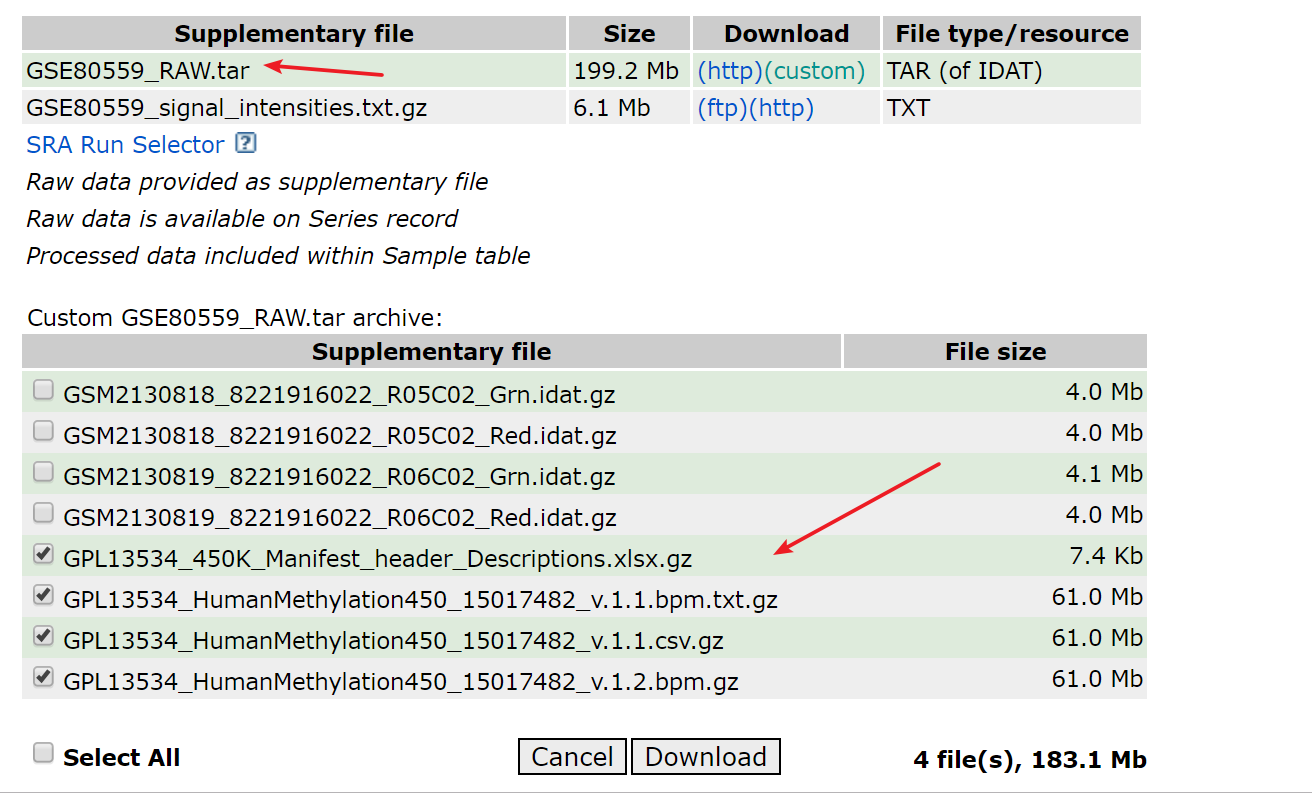 Supplementary file Size Download File type/resource
GSE80559_RAW.tar 199.2 Mb (http)(custom) TAR (of IDAT)
GSE80559_signal_intensities.txt.gz 6.1 Mb (ftp)(http) TXT
SRA Run Selector ?
Raw data provided as supplementary file
Raw data is available on Series record
Processed data included within Sample table
Custom GSE80559_RAW.tar archive:
Supplementary file File size
GSM2130818_8221916022_R05C02_Grn.idat.gz 4.0 Mb
GSM2130818_8221916022_R05C02_Red.idat.gz 4.0 Mb
GSM2130819_8221916022_R06C02_Grn.idat.gz 4.1 Mb
GSM2130819_8221916022_R06C02_Red.idat.gz 4.0 Mb
GPL13534_450K_Manifest_header_Descriptions.xlsx.gz 7.4 Kb
GPL13534_HumanMethylation450_15017482_v.1.1.bpm.txt.gz 61.0 Mb
GPL13534_HumanMethylation450_15017482_v.1.1.csv.gz 61.0 Mb
GPL13534_HumanMethylation450_15017482_v.1.2.bpm.gz 61.0 Mb
Select All Cancel Download 4 file(s), 183.1 Mb